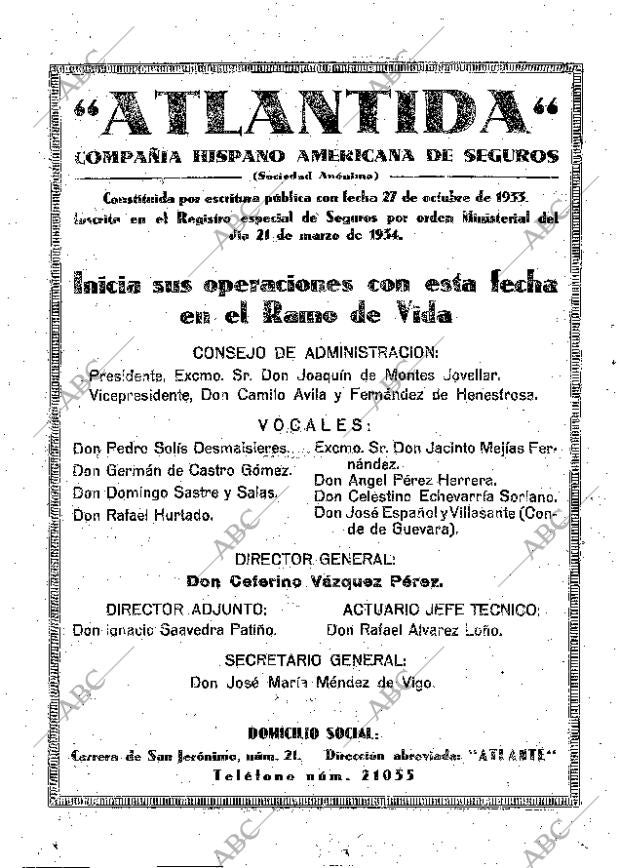 "ATLANTIDA"
COMPAÑIA HISPANO AMERICANA DE SEGUROS
(Sociedad Anónima)
Constituída por escritura pública con fecha 27 de octubre de 1933.
Inscrita en el Registro especial de Seguros por orden Ministerial del
día 21 de marzo de 1934.
Inicia sus operaciones con esta fecha
en el Ramo de Vida
CONSEJO DE ADMINISTRACION:
Presidente, Excmo. Sr. Don Joaquín de Montes Jovellar.
Vicepresidente, Don Camilo Avila y Fernández de Henestrosa.
VOCALES:
Don Pedro Solís Desmaisieres.
Don Germán de Castro Gómez.
Don Domingo Sastre y Salas.
Don Rafael Hurtado.
Excmo. Sr. Don Jacinto Mejías Fer-
nández.
Don Angel Pérez Herrera.
Don Celestino Echevarría Soriano.
Don José Español y Villasante (Con-
de de Guevara).
DIRECTOR GENERAL:
Don Ceferino Vázquez Pérez.
DIRECTOR ADJUNTO:
Don Ignacio Saavedra Patiño.
ACTUARIO JEFE TECNICO:
Don Rafael Alvarez Loño.
SECRETARIO GENERAL:
Don José María Méndez de Vigo.
DOMICILIO SOCIAL:
Carrera de San Jerónimo, núm. 21. Dirección abreviada: "ATLANTE"
Teléfono núm. 21055